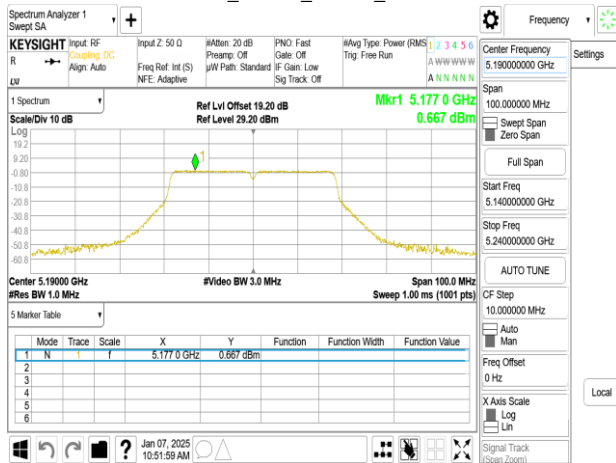 Spectrum Analyzer 1
Swept SA
Frequency
KEYSIGHT
R
Input: RF
Coupling: DC
Align: Auto
Input Z: 50 Ω
Freq Ref: Int (S)
NFE: Adaptive
#Atten: 20 dB
Preamp: Off
µW Path: Standard
PNO: Fast
Gate: Off
IF Gain: Low
Sig Track: Off
#Avg Type: Power (RMS
Trig: Free Run
1 2 3 4 5 6
A W W W W W
A N N N N N
1 Spectrum
Scale/Div 10 dB
Ref Lvl Offset 19.20 dB
Ref Level 29.20 dBm
Mkr1 5.177 0 GHz
0.667 dBm
Log
19.2
9.20
-0.80
-10.8
-20.8
-30.8
-40.8
-50.8
-60.8
1
Center 5.19000 GHz
#Res BW 1.0 MHz
#Video BW 3.0 MHz
Span 100.0 MHz
Sweep 1.00 ms (1001 pts)
5 Marker Table
Mode Trace Scale X Y Function Function Width Function Value
1 N 1 f 5.177 0 GHz 0.667 dBm
2
3
4
5
6
Jan 07, 2025
10:51:59 AM
Center Frequency
5.190000000 GHz
Settings
Span
100.000000 MHz
Swept Span
Zero Span
Full Span
Start Freq
5.140000000 GHz
Stop Freq
5.240000000 GHz
AUTO TUNE
CF Step
10.000000 MHz
Auto
Man
Freq Offset
0 Hz
X Axis Scale
Log
Lin
Local
Signal Track
(Span Zoom)